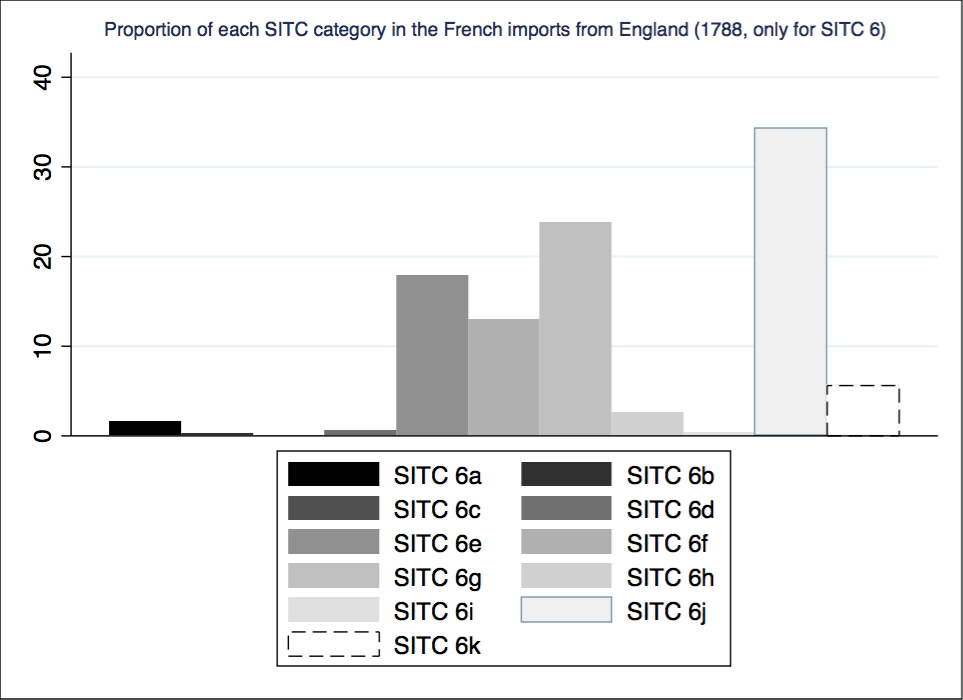 Proportion of each SITC category in the French imports from England (1788, only for SITC 6)
40
30
20
10
0
SITC 6a SITC 6b
SITC 6c SITC 6d
SITC 6e SITC 6f
SITC 6g SITC 6h
SITC 6i SITC 6j
SITC 6k